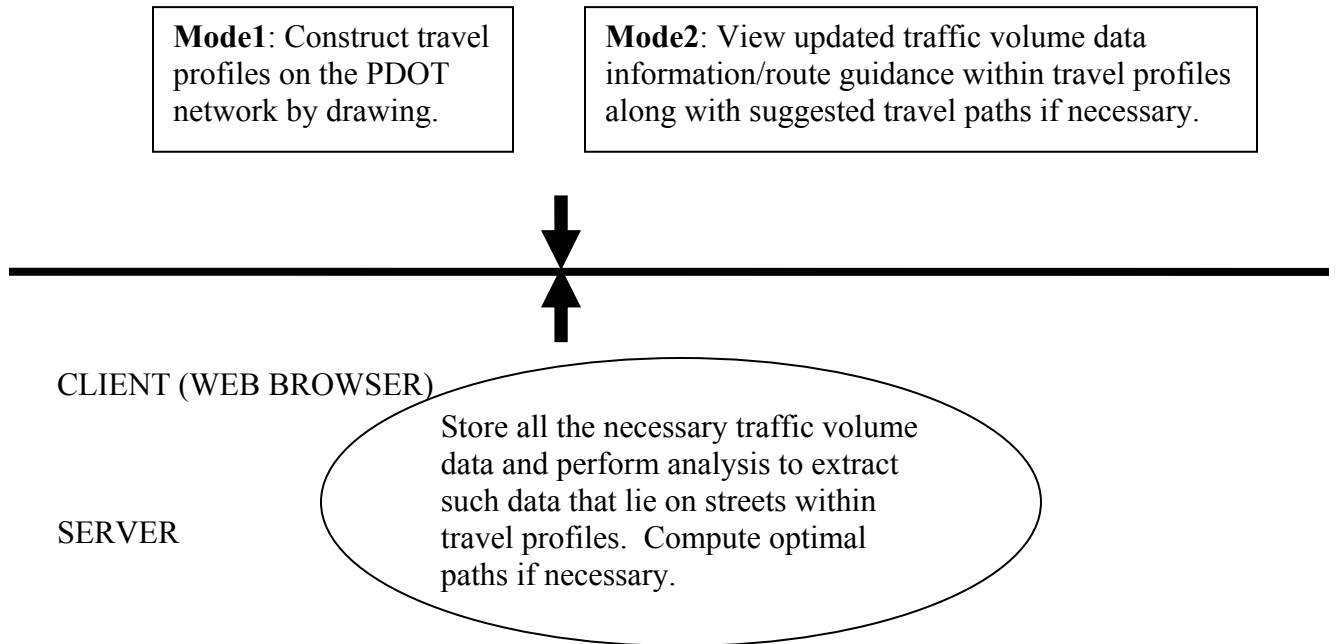 Mode1: Construct travel
profiles on the PDOT
network by drawing.
Mode2: View updated traffic volume data
information/route guidance within travel profiles
along with suggested travel paths if necessary.
CLIENT (WEB BROWSER)
Store all the necessary traffic volume
data and perform analysis to extract
such data that lie on streets within
travel profiles.  Compute optimal
paths if necessary.
SERVER